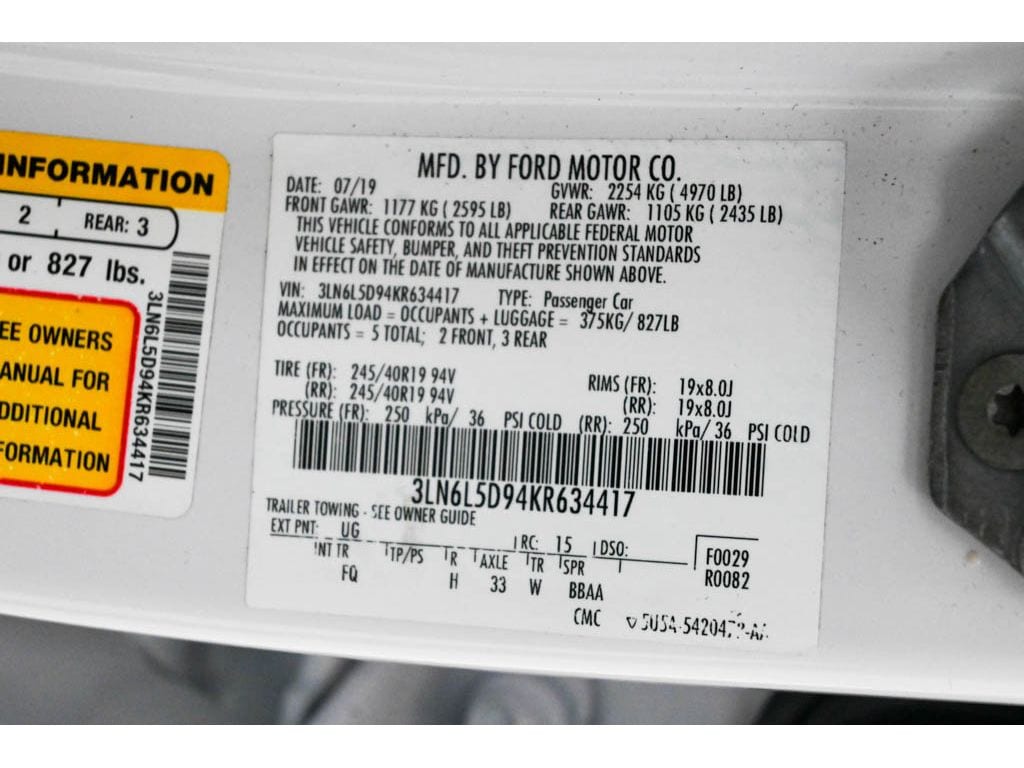 INFORMATION
2 REAR: 3
or 827 lbs.
EE OWNERS
ANUAL FOR
DDITIONAL
FORMATION
3LN6L5D94KR634417
MFD. BY FORD MOTOR CO.
DATE: 07/19 GVWR: 2254 KG ( 4970 LB)
FRONT GAWR: 1177 KG ( 2595 LB) REAR GAWR: 1105 KG ( 2435 LB)
THIS VEHICLE CONFORMS TO ALL APPLICABLE FEDERAL MOTOR
VEHICLE SAFETY, BUMPER, AND THEFT PREVENTION STANDARDS
IN EFFECT ON THE DATE OF MANUFACTURE SHOWN ABOVE.
VIN: 3LN6L5D94KR634417 TYPE: Passenger Car
MAXIMUM LOAD = OCCUPANTS + LUGGAGE = 375KG/ 827LB
OCCUPANTS = 5 TOTAL; 2 FRONT, 3 REAR
TIRE (FR): 245/40R19 94V RIMS (FR): 19x8.0J
(RR): 245/40R19 94V (RR): 19x8.0J
PRESSURE (FR): 250 kPa/ 36 PSI COLD (RR): 250 kPa/ 36 PSI COLD
3LN6L5D94KR634417
TRAILER TOWING - SEE OWNER GUIDE
EXT PNT: UG RC: 15 DSO: F0029
INT TR TP/PS R AXLE TR SPR R0082
FQ H 33 W BBAA
CMC